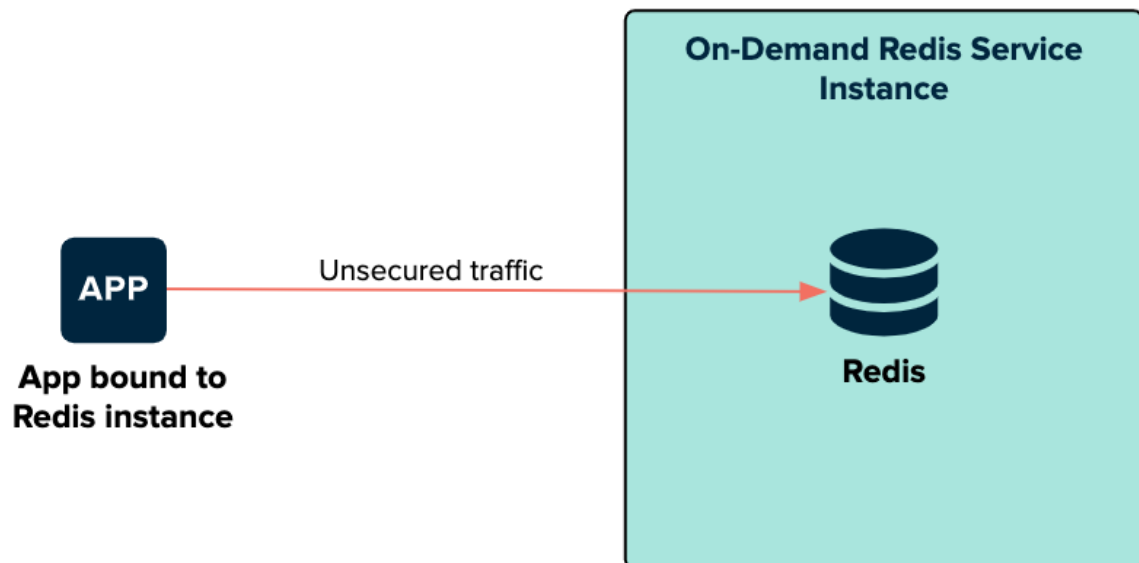 On-Demand Redis Service
Instance
Unsecured traffic
APP
App bound to
Redis instance
Redis